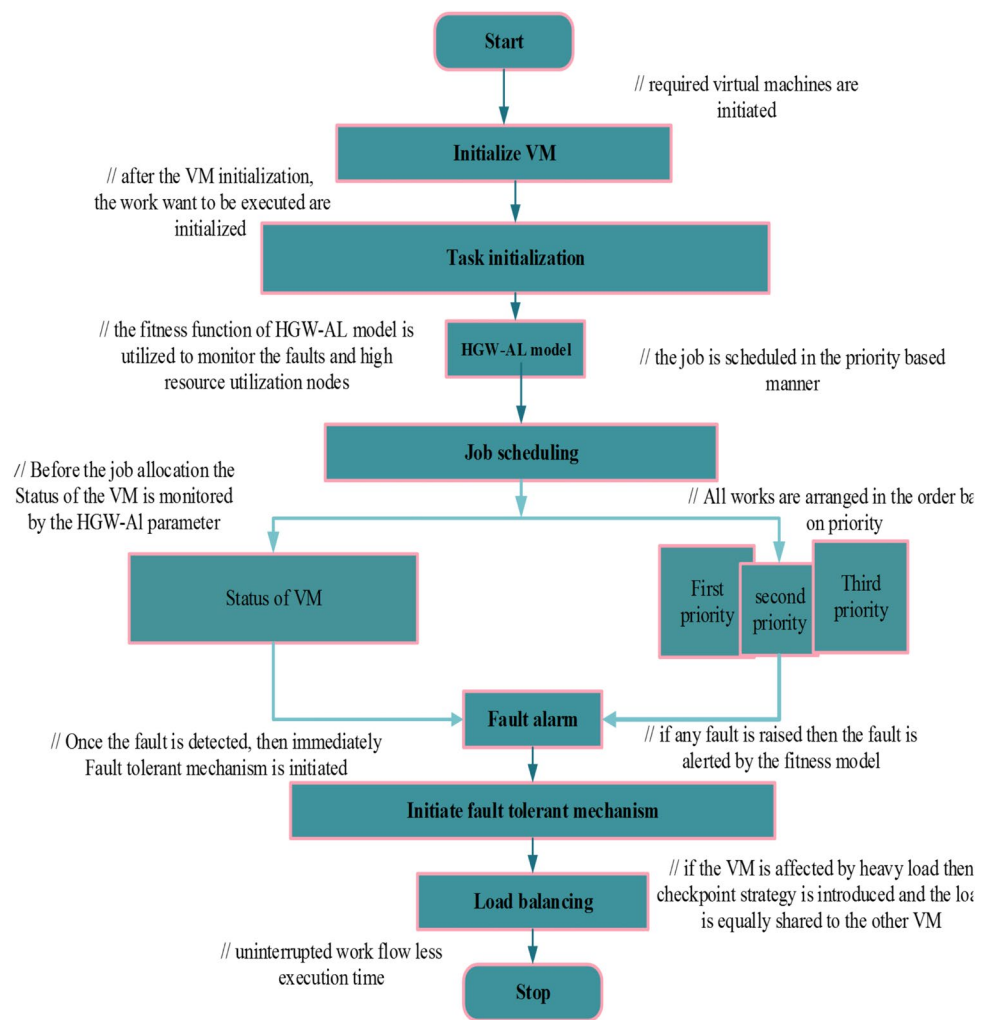 Start
// required virtual machines are
initiated
Initialize VM
// after the VM initialization,
the work want to be executed are
initialized
Task initialization
// the fitness function of HGW-AL model is
utilized to monitor the faults and high
resource utilization nodes
HGW-AL model
// the job is scheduled in the priority based
manner
Job scheduling
// Before the job allocation the
Status of the VM is monitored
by the HGW-Al parameter
// All works are arranged in the order ba
on priority
Status of VM
First
priority
second
priority
Third
priority
Fault alarm
// Once the fault is detected, then immediately
Fault tolerant mechanism is initiated
// if any fault is raised then the fault is
alerted by the fitness model
Initiate fault tolerant mechanism
// if the VM is affected by heavy load then
checkpoint strategy is introduced and the loa
is equally shared to the other VM
Load balancing
// uninterrupted work flow less
execution time
Stop